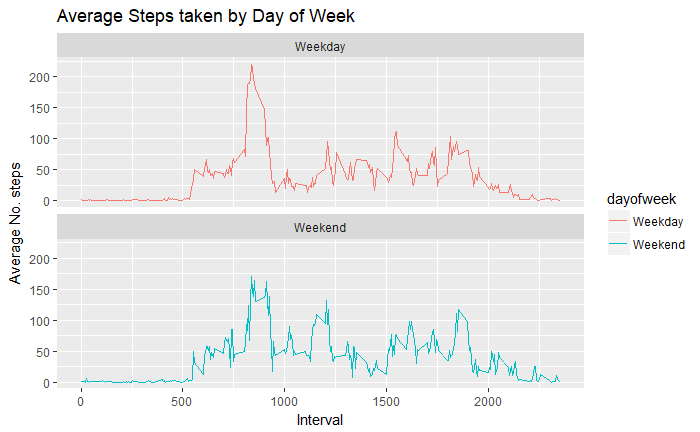 Average Steps taken by Day of Week
Weekday
200
150
100
50
0
Weekend
200
150
100
50
0
0 500 1000 1500 2000
Interval
Average No. steps
dayofweek
Weekday
Weekend